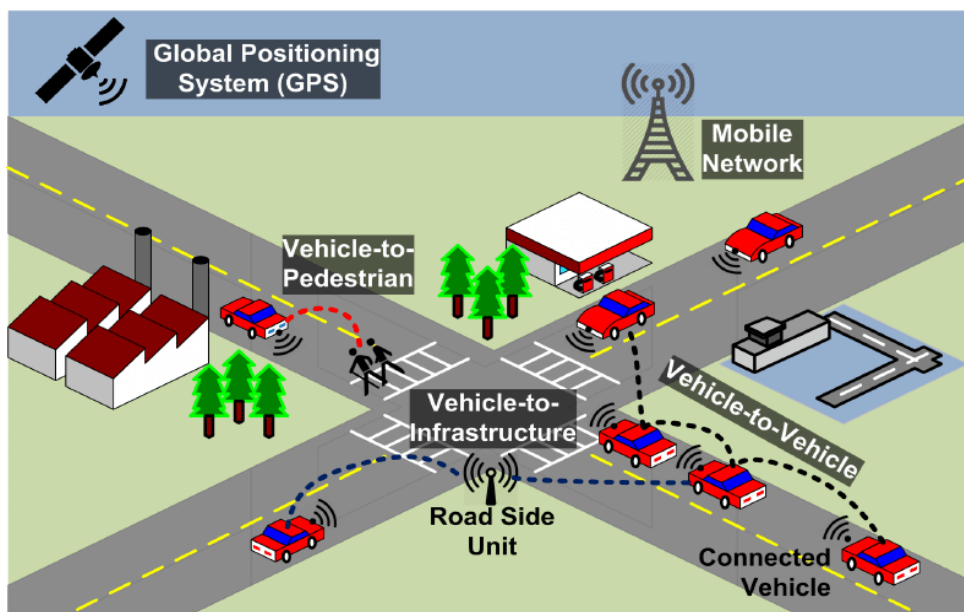 Global Positioning
System (GPS)
Mobile
Network
Vehicle-to-
Pedestrian
Vehicle-to-Vehicle
Vehicle-to-
Infrastructure
Road Side
Unit
Connected
Vehicle